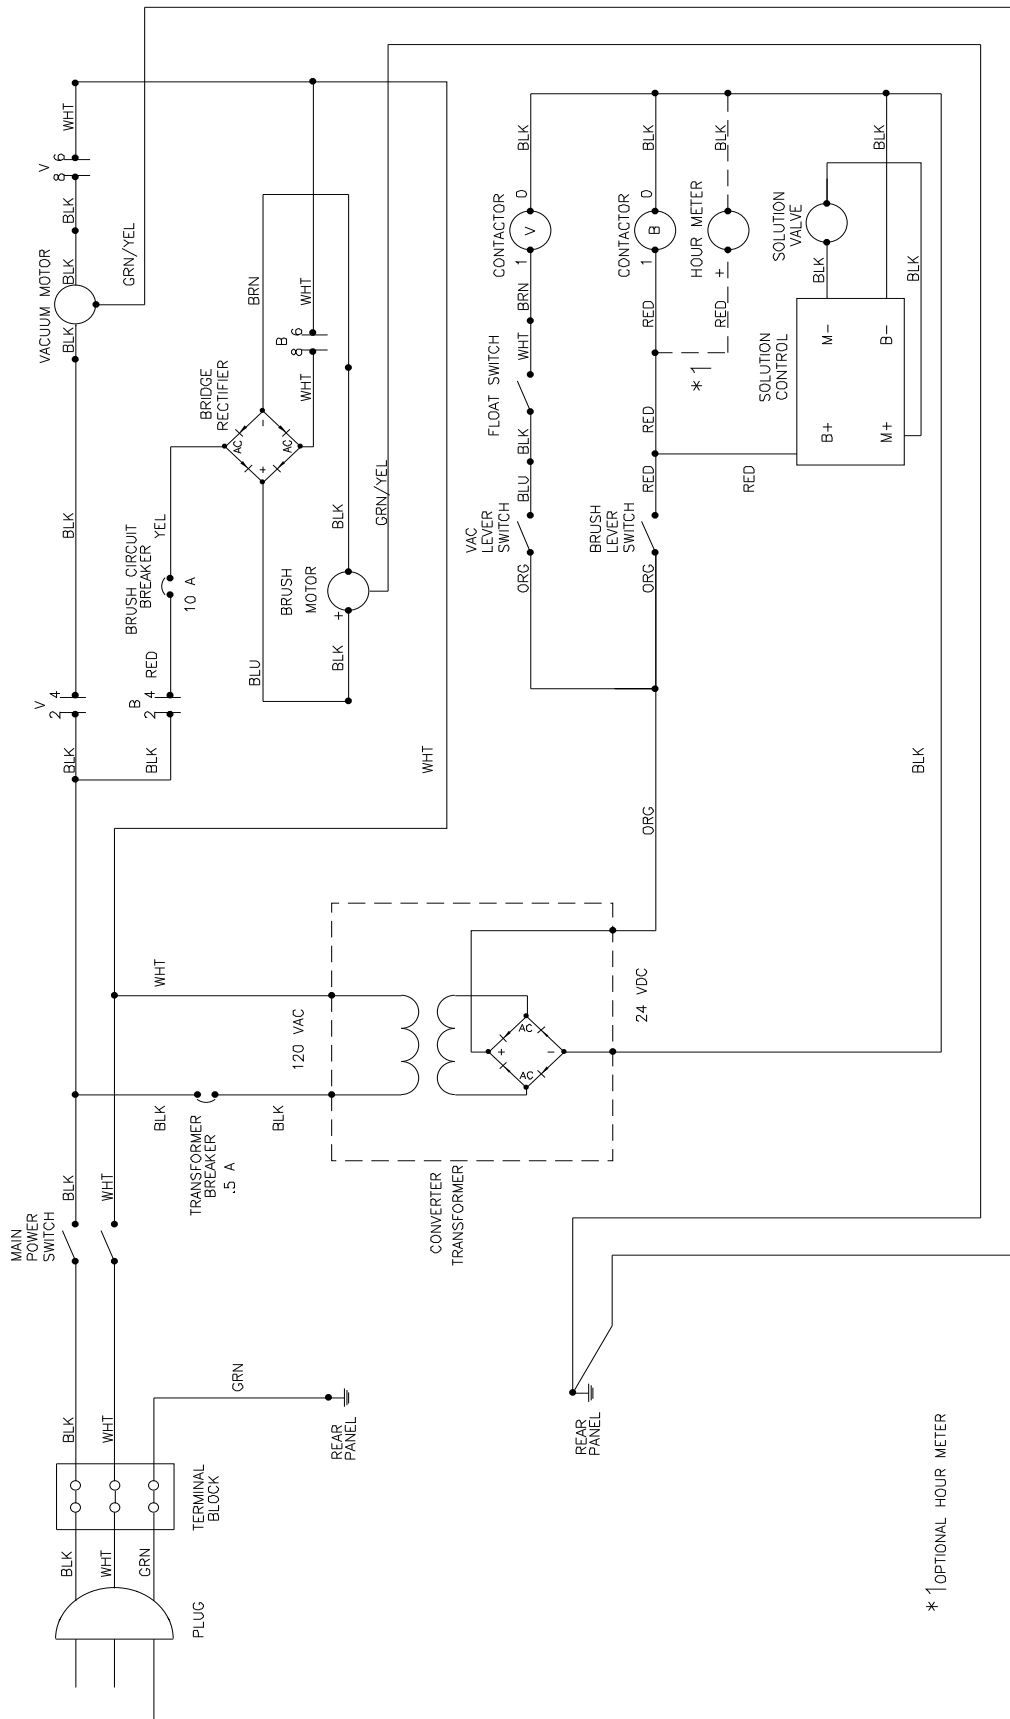 WHT
V
8 6
BLK
BLK
VACUUM MOTOR
BLK
GRN/YEL
BLK
V
2 4
BLK
BRUSH CIRCUIT
BREAKER
10 A
YEL
RED
B
2 4
BLK
BRIDGE
RECTIFIER
AC
-
+
AC
BRN
WHT
B
8 6
WHT
BLU
BRUSH
MOTOR
+
BLK
BLK
GRN/YEL
WHT
CONTACTOR
1 V 0
BLK
BRN
WHT
FLOAT SWITCH
BLK
BLU
VAC
LEVER
SWITCH
ORG
CONTACTOR
1 B 0
BLK
RED
RED
RED
BRUSH
LEVER
SWITCH
ORG
HOUR METER
+
BLK
RED
*1
RED
SOLUTION
VALVE
BLK
BLK
BLK
SOLUTION
CONTROL
B+ M-
M+ B-
ORG
BLK
WHT
120 VAC
24 VDC
AC
+
-
AC
BLK
BLK
TRANSFORMER
BREAKER
.5 A
CONVERTER
TRANSFORMER
MAIN
POWER
SWITCH
BLK
WHT
BLK
WHT
GRN
REAR
PANEL
REAR
PANEL
TERMINAL
BLOCK
BLK
WHT
GRN
PLUG
*1 OPTIONAL HOUR METER